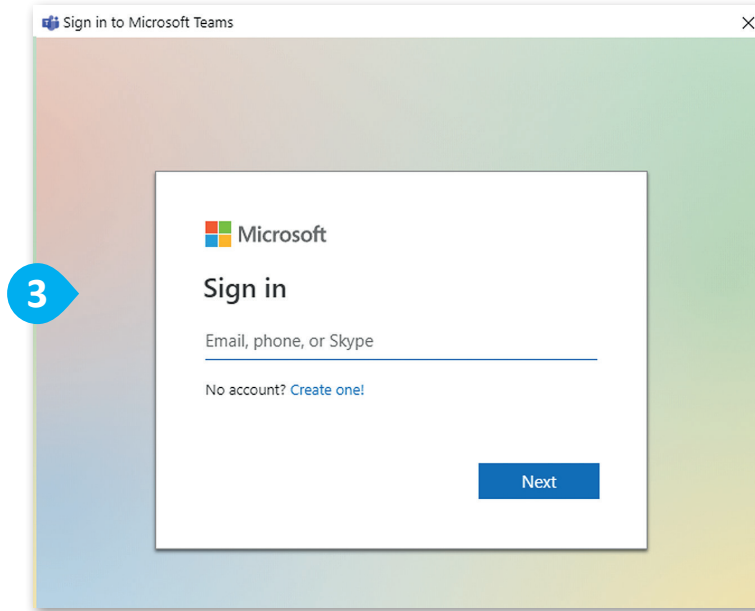 Sign in to Microsoft Teams
Microsoft
Sign in
3
Email, phone, or Skype
No account? Create one!
Next